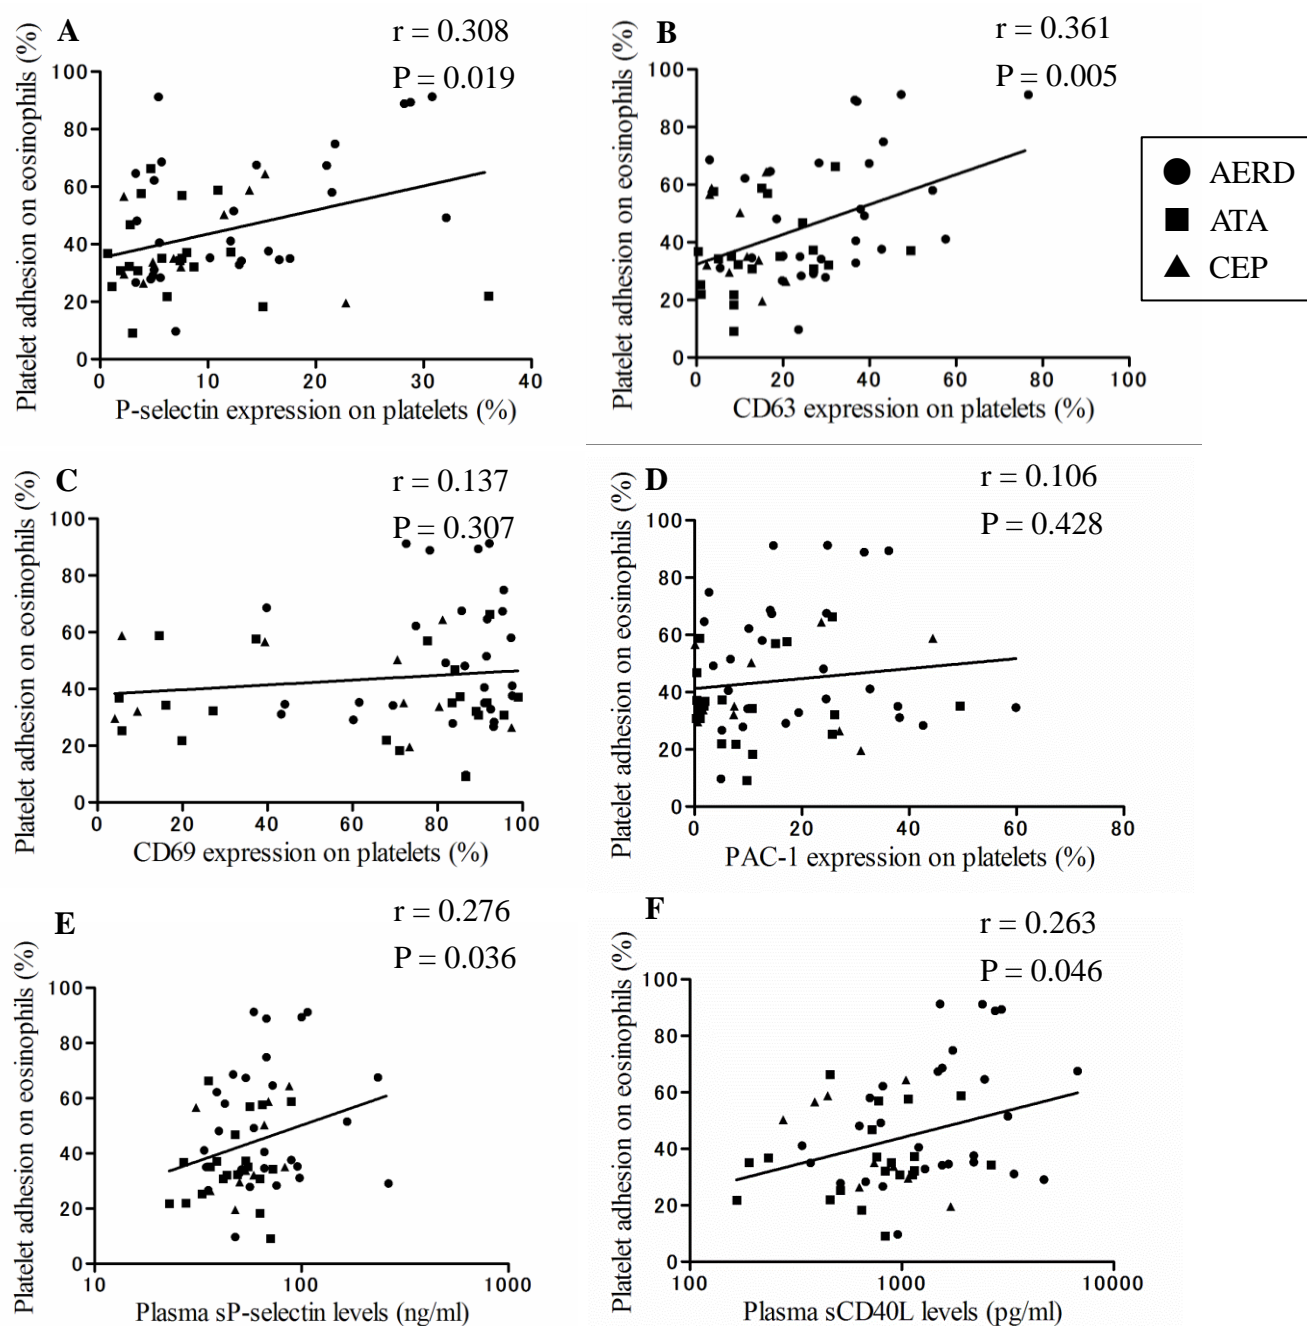 A
r = 0.308
P = 0.019
Platelet adhesion on eosinophils (%)
100
80
60
40
20
0
0 10 20 30 40
P-selectin expression on platelets (%)
B
r = 0.361
P = 0.005
Platelet adhesion on eosinophils (%)
100
80
60
40
20
0
0 20 40 60 80 100
CD63 expression on platelets (%)
AERD
ATA
CEP
C
r = 0.137
P = 0.307
Platelet adhesion on eosinophils (%)
100
80
60
40
20
0
0 20 40 60 80 100
CD69 expression on platelets (%)
D
r = 0.106
P = 0.428
Platelet adhesion on eosinophils (%)
100
80
60
40
20
0
0 20 40 60 80
PAC-1 expression on platelets (%)
E
r = 0.276
P = 0.036
Platelet adhesion on eosinophils (%)
100
80
60
40
20
0
10 100 1000
Plasma sP-selectin levels (ng/ml)
F
r = 0.263
P = 0.046
Platelet adhesion on eosinophils (%)
100
80
60
40
20
0
100 1000 10000
Plasma sCD40L levels (pg/ml)